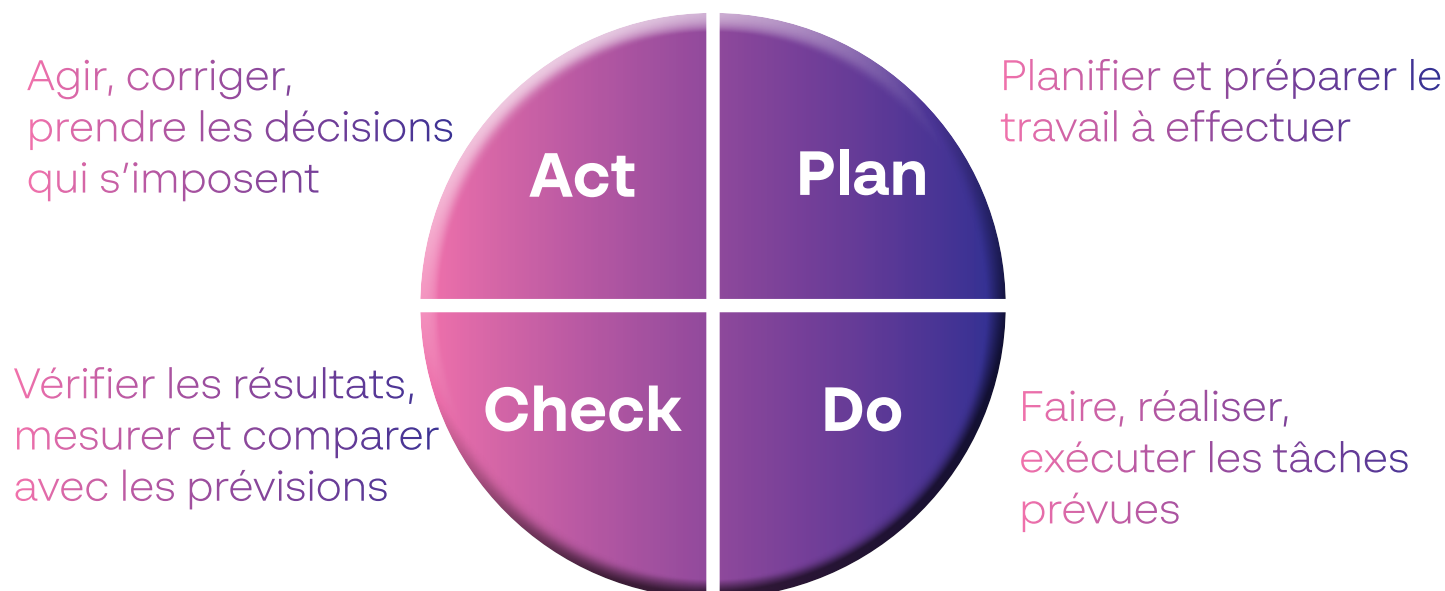 Agir, corriger,
prendre les décisions
qui s’imposent
Act
Plan
Planifier et préparer le
travail à effectuer
Vérifier les résultats,
mesurer et comparer
avec les prévisions
Check
Do
Faire, réaliser,
exécuter les tâches
prévues